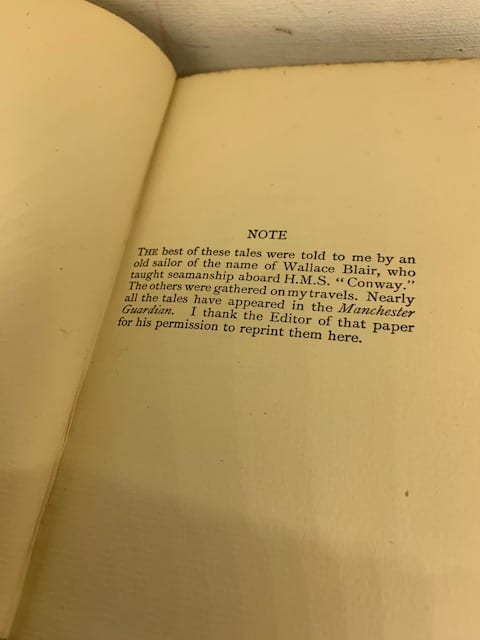 NOTE
THE best of these tales were told to me by an
old sailor of the name of Wallace Blair, who
taught seamanship aboard H.M.S. “Conway.”
The others were gathered on my travels. Nearly
all the tales have appeared in the Manchester
Guardian. I thank the Editor of that paper
for his permission to reprint them here.